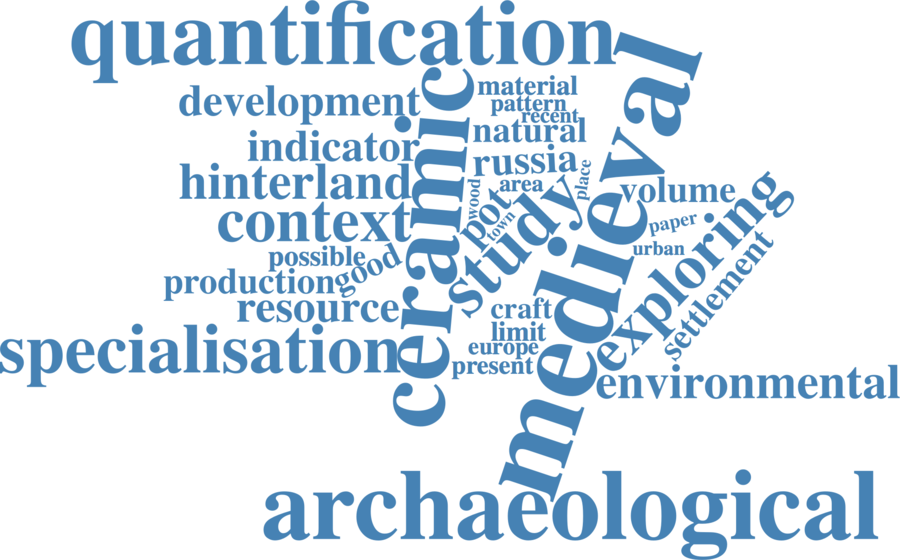 quantification
medieval
ceramic
material
development
pattern
recent
natural
indicator
russia
hinterland
area
place
wood
volume
pot
study
town
context
paper
urban
exploring
possible
good
production
settlement
resource
craft
limit
specialisation
europe
present
environmental
archaeological